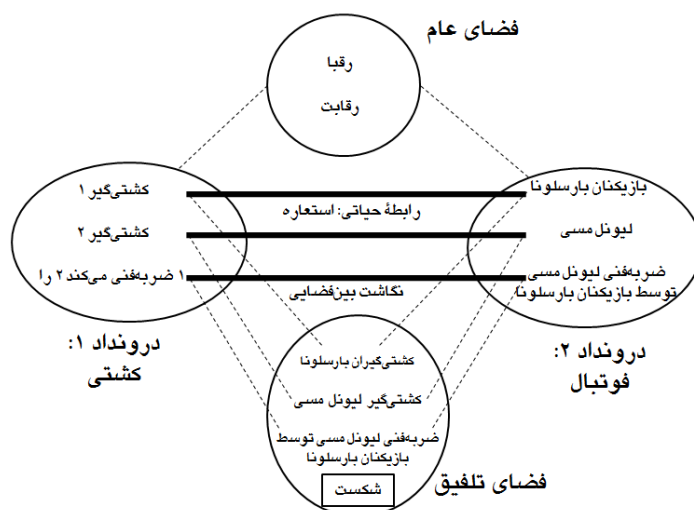 فضای عام
رقبا
رقابت
بازیکنان بارسلونا
کشتی‌گیر ۱
رابطهٔ حیاتی: استعاره
لیونل مسی
کشتی‌گیر ۲
ضربه‌فنی لیونل مسی
توسط بازیکنان بارسلونا
۱ ضربه‌فنی می‌کند ۲ را
نگاشت بین‌فضایی
درونداد ۲:
فوتبال
درونداد ۱:
کشتی
کشتی‌گیران بارسلونا
کشتی‌گیر لیونل مسی
ضربه‌فنی لیونل مسی توسط
بازیکنان بارسلونا
شکست
فضای تلفیق